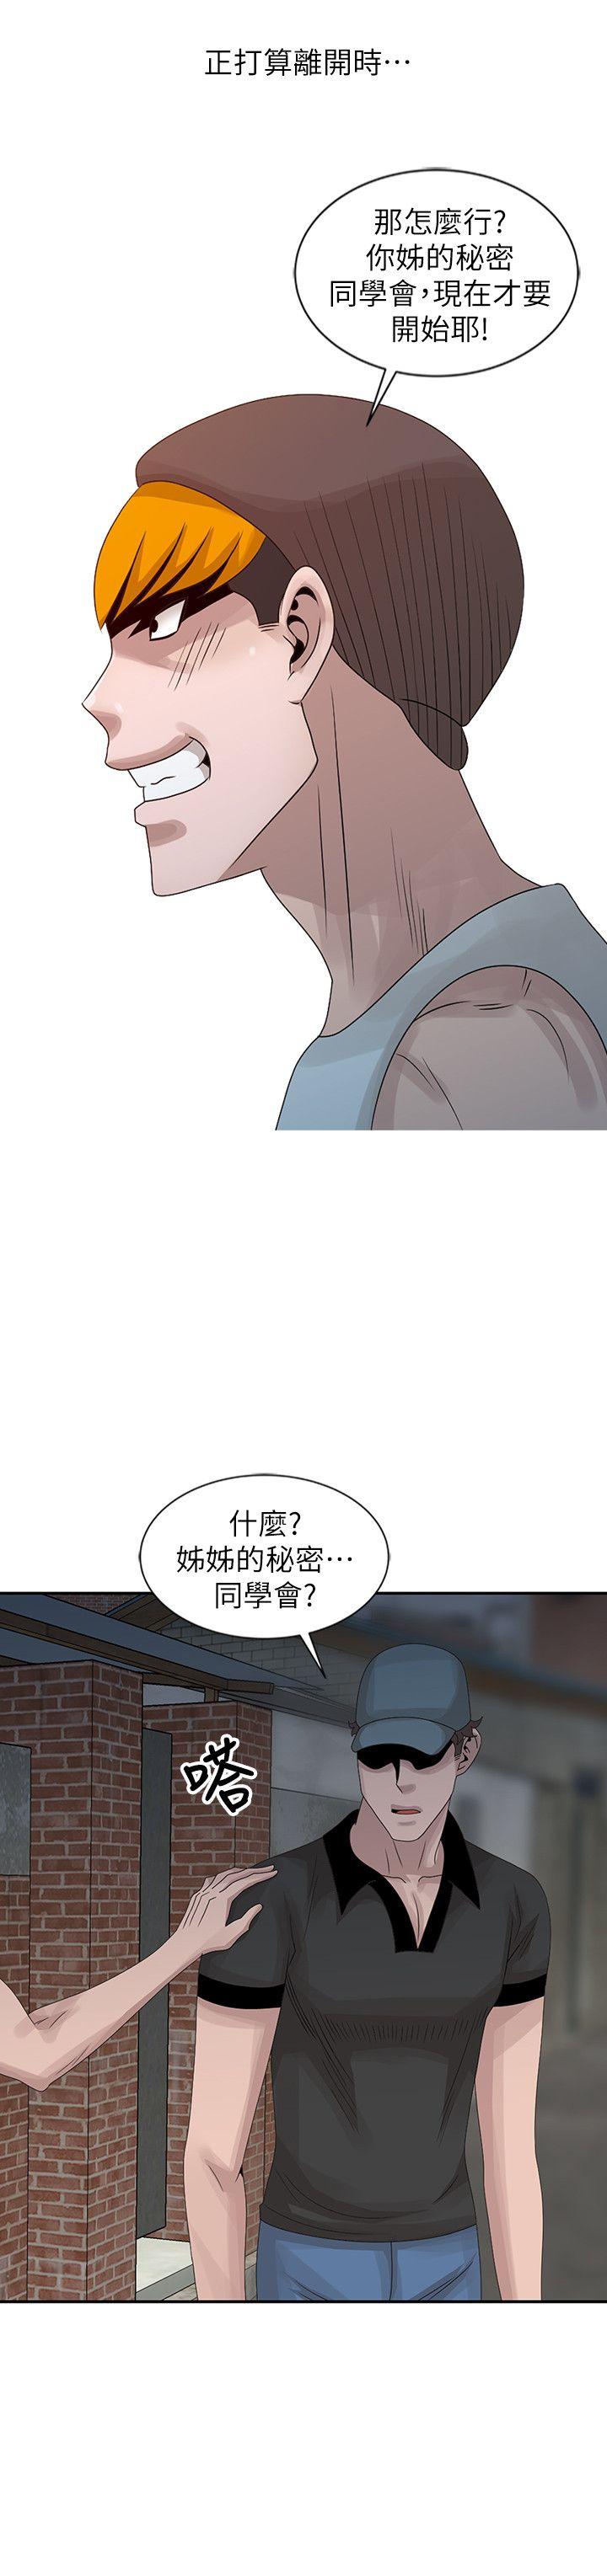 正打算離開時⋯
那怎麼行?
你姊的秘密
同學會,現在才要
開始耶!
什麼?
姊姊的秘密⋯
同學會?
嗒